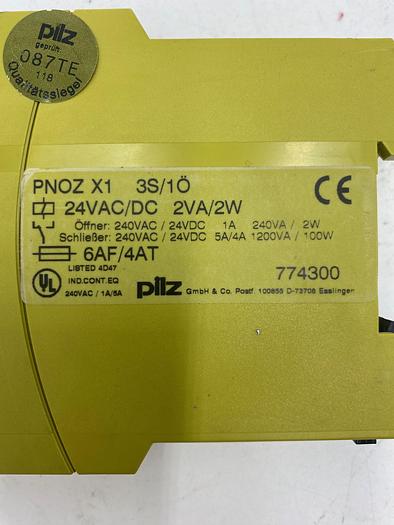 pilz
geprüft
087TE
118
Qualitätssiegel
PNOZ X1 3S/1Ö
24VAC/DC 2VA/2W
Öffner: 240VAC / 24VDC 1A 240VA / 2W
Schließer: 240VAC / 24VDC 5A/4A 1200VA / 100W
6AF/4AT
CE
LISTED 4D47
IND.CONT.EQ
240VAC / 1A/5A
UL
774300
pilz GmbH & Co. Postf. 100855 D-73708 Esslingen